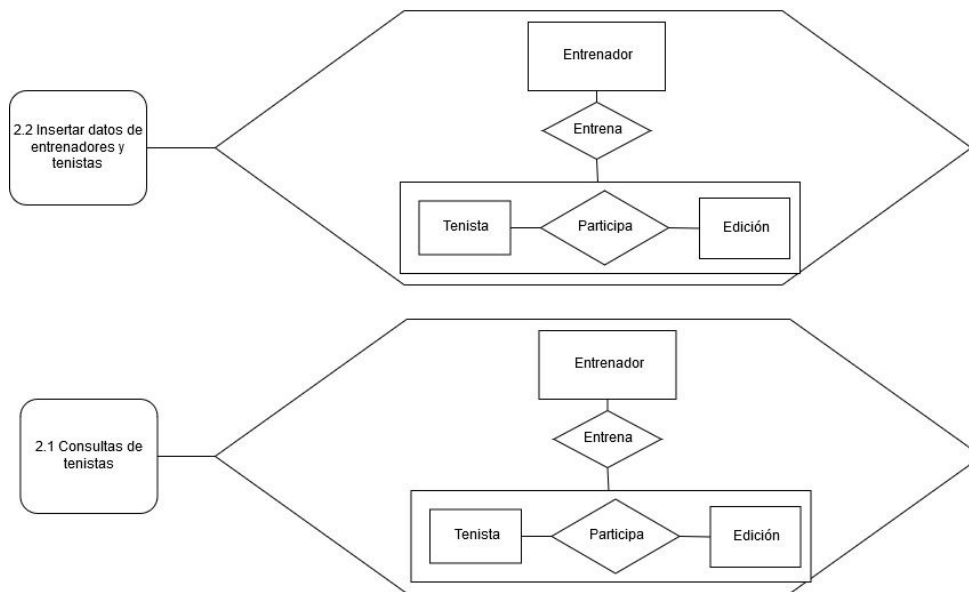 Entrenador
2.2 Insertar datos de
entrenadores y
tenistas
Entrena
Tenista
Participa
Edición
Entrenador
2.1 Consultas de
tenistas
Entrena
Tenista
Participa
Edición